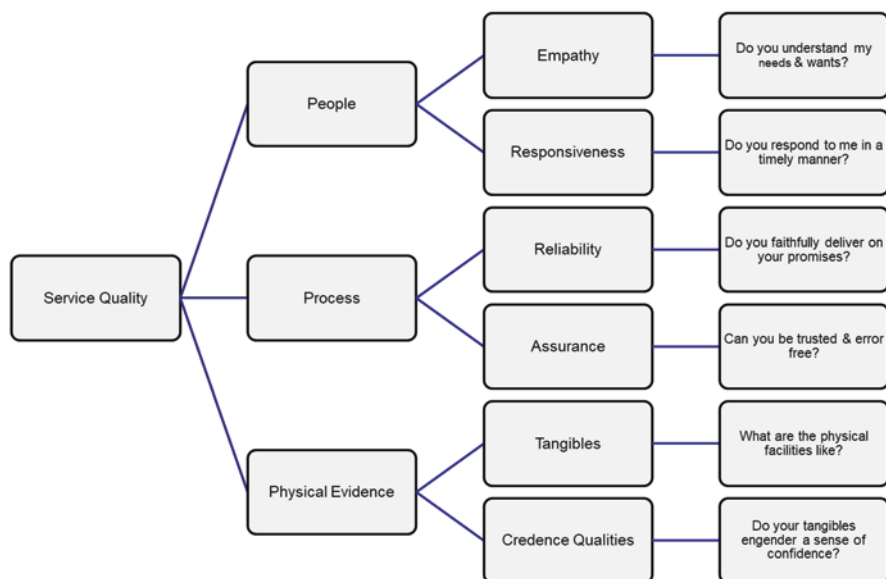 Empathy
Do you understand my
needs & wants?
People
Responsiveness
Do you respond to me in a
timely manner?
Reliability
Do you faithfully deliver on
your promises?
Service Quality
Process
Assurance
Can you be trusted & error
free?
Tangibles
What are the physical
facilities like?
Physical Evidence
Credence Qualities
Do your tangibles
engender a sense of
confidence?